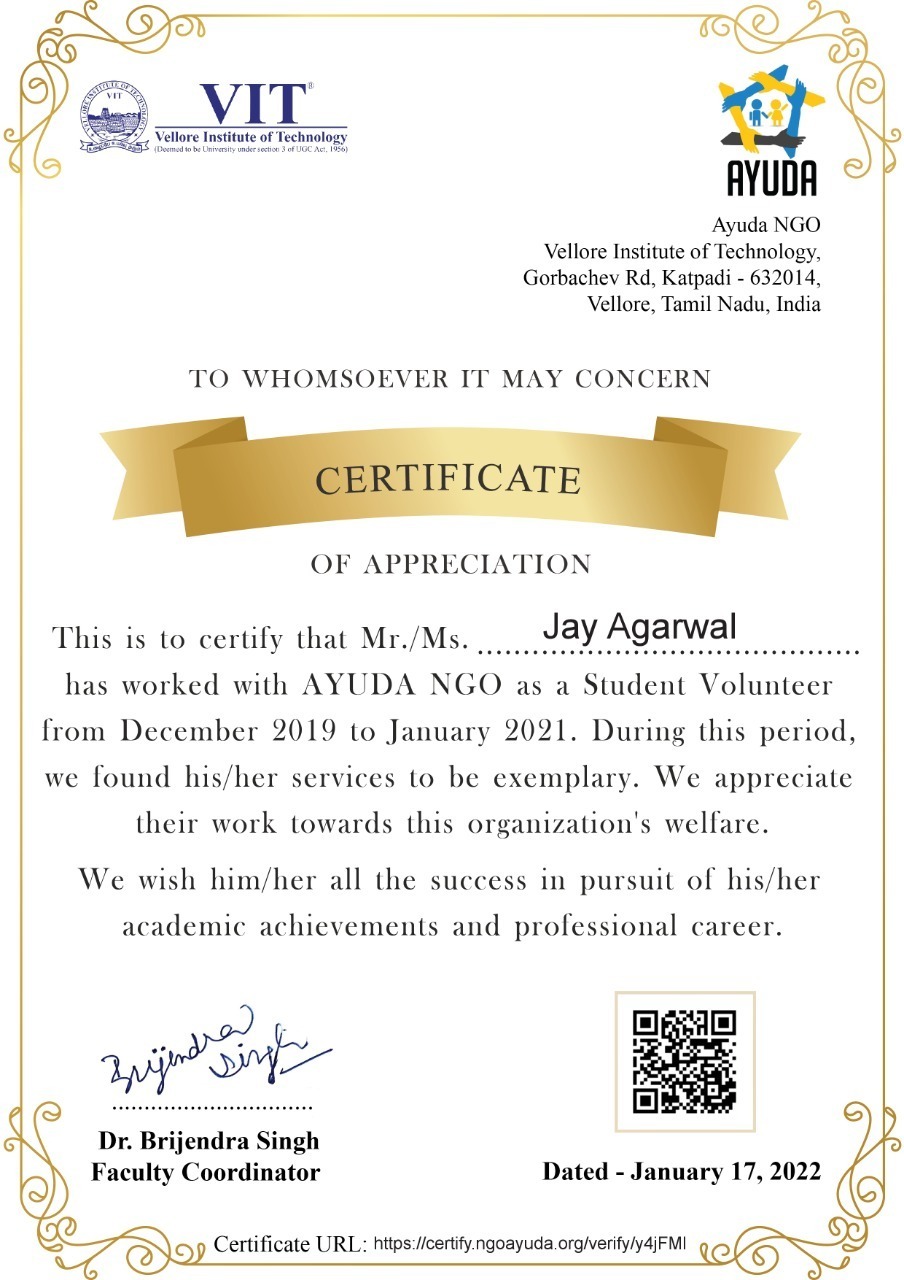 VIT®
Vellore Institute of Technology
(Deemed to be University under section 3 of UGC Act, 1956)
VIT
VELLORE INSTITUTE OF TECHNOLOGY
AYUDA
Ayuda NGO
Vellore Institute of Technology,
Gorbachev Rd, Katpadi - 632014,
Vellore, Tamil Nadu, India
TO WHOMSOEVER IT MAY CONCERN
CERTIFICATE
OF APPRECIATION
This is to certify that Mr./Ms. Jay Agarwal
has worked with AYUDA NGO as a Student Volunteer
from December 2019 to January 2021. During this period,
we found his/her services to be exemplary. We appreciate
their work towards this organization's welfare.
We wish him/her all the success in pursuit of his/her
academic achievements and professional career.
Brijendra
Singh
Dr. Brijendra Singh
Faculty Coordinator
Dated - January 17, 2022
Certificate URL: https://certify.ngoayuda.org/verify/y4jFMI